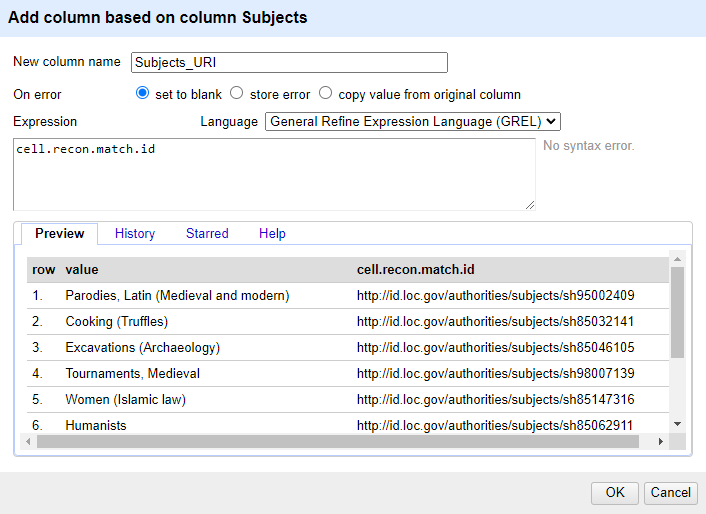 Add column based on column Subjects
New column name Subjects_URI
On error set to blank store error copy value from original column
Expression Language General Refine Expression Language (GREL)
cell.recon.match.id No syntax error.
Preview History Starred Help
row value cell.recon.match.id
1. Parodies, Latin (Medieval and modern) http://id.loc.gov/authorities/subjects/sh95002409
2. Cooking (Truffles) http://id.loc.gov/authorities/subjects/sh85032141
3. Excavations (Archaeology) http://id.loc.gov/authorities/subjects/sh85046105
4. Tournaments, Medieval http://id.loc.gov/authorities/subjects/sh98007139
5. Women (Islamic law) http://id.loc.gov/authorities/subjects/sh85147316
6. Humanists http://id.loc.gov/authorities/subjects/sh85062911
OK Cancel